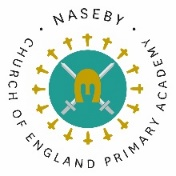 · NASEBY ·
CHURCH OF ENGLAND PRIMARY ACADEMY